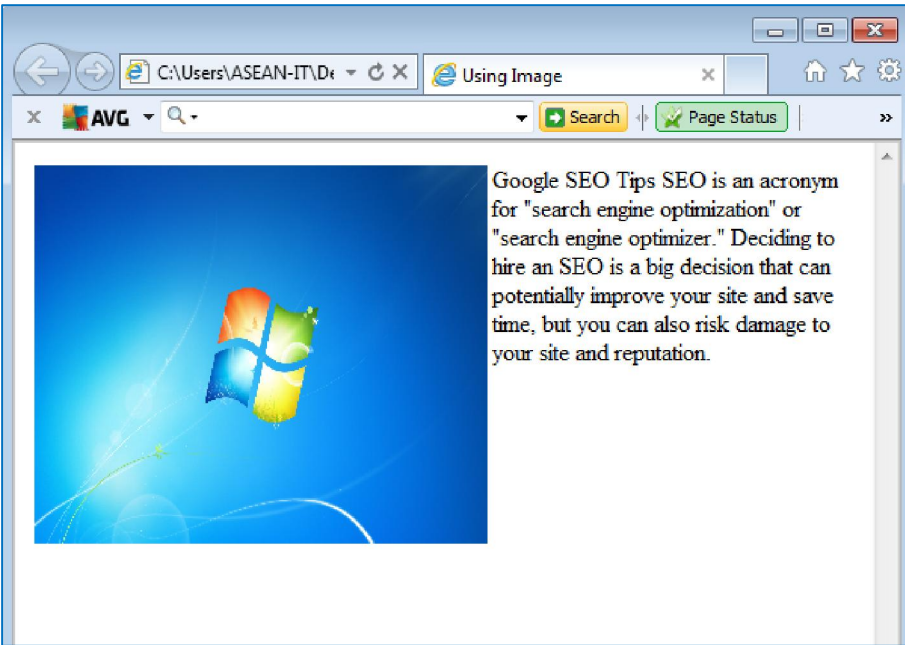 C:\Users\ASEAN-IT\De
Using Image
AVG
Search
Page Status
Google SEO Tips SEO is an acronym
for "search engine optimization" or
"search engine optimizer." Deciding to
hire an SEO is a big decision that can
potentially improve your site and save
time, but you can also risk damage to
your site and reputation.